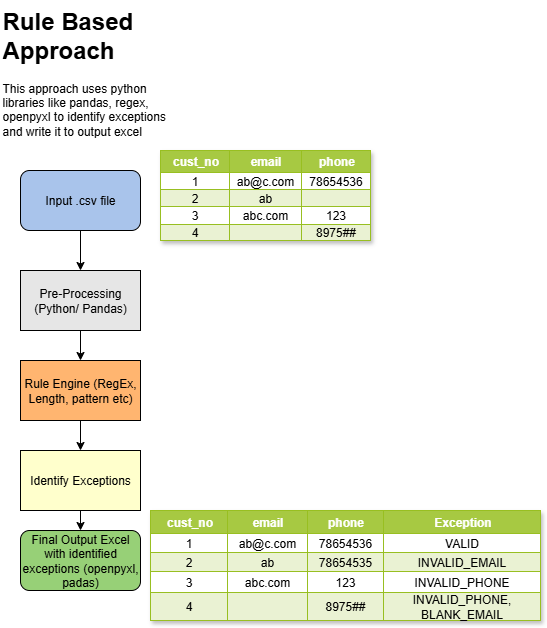 Rule Based
Approach
This approach uses python
libraries like pandas, regex,
openpyxl to identify exceptions
and write it to output excel
cust_no email phone
1 ab@c.com 78654536
2 ab
3 abc.com 123
4 8975##
Input .csv file
Pre-Processing
(Python/ Pandas)
Rule Engine (RegEx,
Length, pattern etc)
Identify Exceptions
Final Output Excel
with identified
exceptions (openpyxl,
padas)
cust_no email phone Exception
1 ab@c.com 78654536 VALID
2 ab 78654535 INVALID_EMAIL
3 abc.com 123 INVALID_PHONE
4 8975## INVALID_PHONE,
BLANK_EMAIL